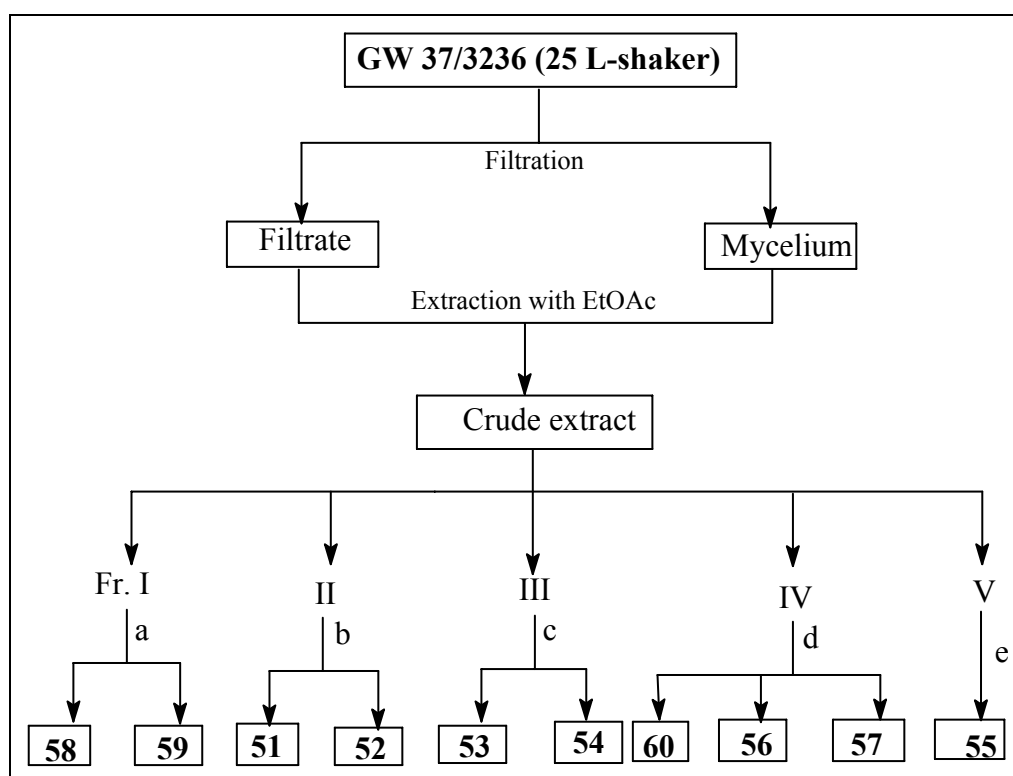 GW 37/3236 (25 L-shaker)
Filtration
Filtrate
Mycelium
Extraction with EtOAc
Crude extract
Fr. I
II
III
IV
V
a
b
c
d
e
58
59
51
52
53
54
60
56
57
55